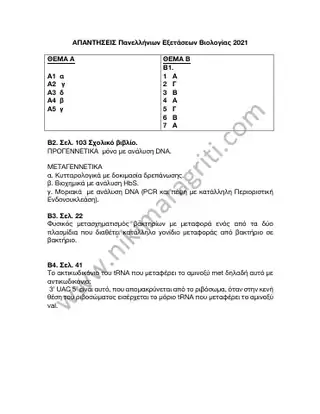 ΑΠΑΝΤΗΣΕΙΣ Πανελλήνιων Εξετάσεων Βιολογίας 2021
ΘΕΜΑ Α
Α1 α
Α2 γ
Α3 δ
Α4 β
Α5 γ
ΘΕΜΑ Β
Β1.
1 Α
2 Γ
3 Β
4 Α
5 Γ
6 Β
7 Α
Β2. Σελ. 103 Σχολικό βιβλίο.
ΠΡΟΓΕΝΝΕΤΙΚΑ μόνο με ανάλυση DNA.
ΜΕΤΑΓΕΝΝΕΤΙΚΑ
α. Κυτταρολογικά με δοκιμασία δρεπάνωσης.
β. Βιοχημικά με ανάλυση HbS.
γ. Μοριακά με ανάλυση DNA (PCR και πέψη με κατάλληλη Περιοριστική
Ενδονουκλεάση).
Β3. Σελ. 22
Φυσικός μετασχηματισμός βακτηρίων με μεταφορά ενός από τα δύο
πλασμίδια που διαθέτει κατάλληλο γονίδιο μεταφοράς από βακτήριο σε
βακτήριο.
Β4. Σελ. 41
Το αντικωδικόνιο του tRNA που μεταφέρει το αμινοξύ met δηλαδή αυτό με
αντικωδικόνιο:
3' UAC 5' είναι αυτό, που απομακρύνεται από το ριβόσωμα, όταν στην κενή
θέση του ριβοσώματος εισέρχεται το μόριο tRNA που μεταφέρει το αμινοξύ
val.
www.nikimargariti.com